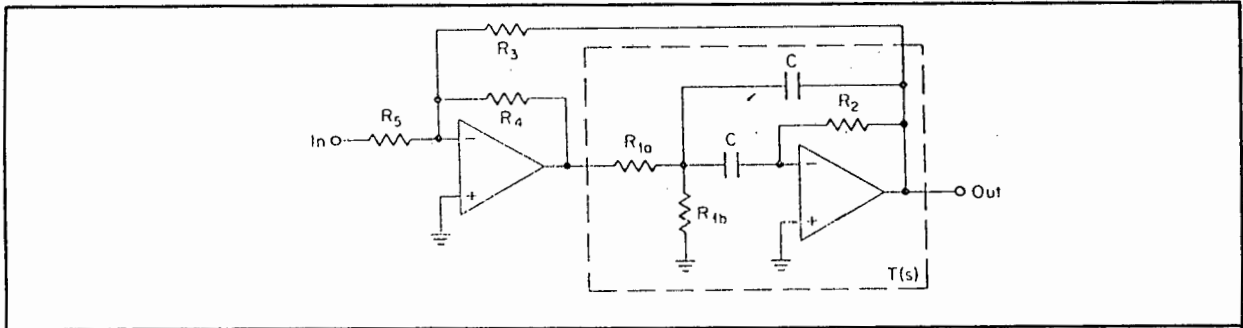 R3
C
R5
R4
R2
In
R1a
C
R1b
Out
T(s)
−
+
−
+